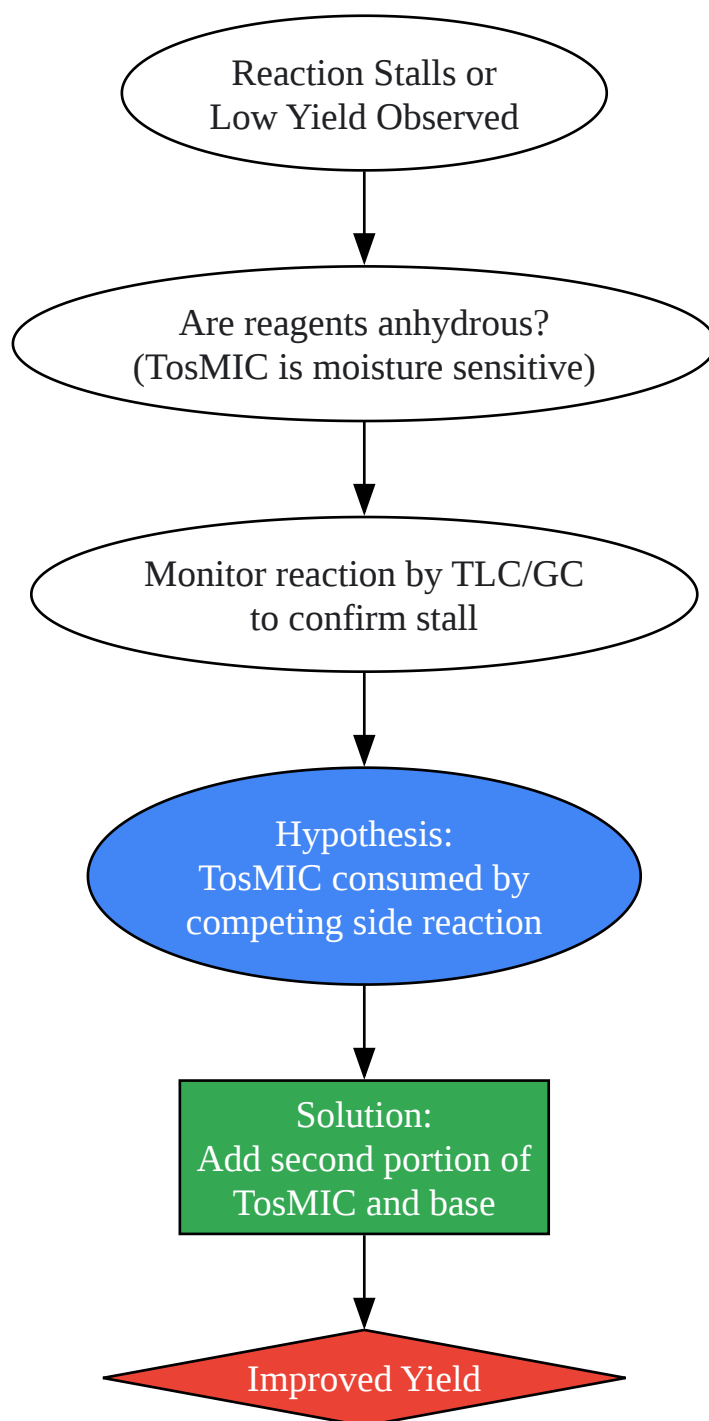 Reaction Stalls or
Low Yield Observed
Are reagents anhydrous?
(TosMIC is moisture sensitive)
Monitor reaction by TLC/GC
to confirm stall
Hypothesis:
TosMIC consumed by
competing side reaction
Solution:
Add second portion of
TosMIC and base
Improved Yield